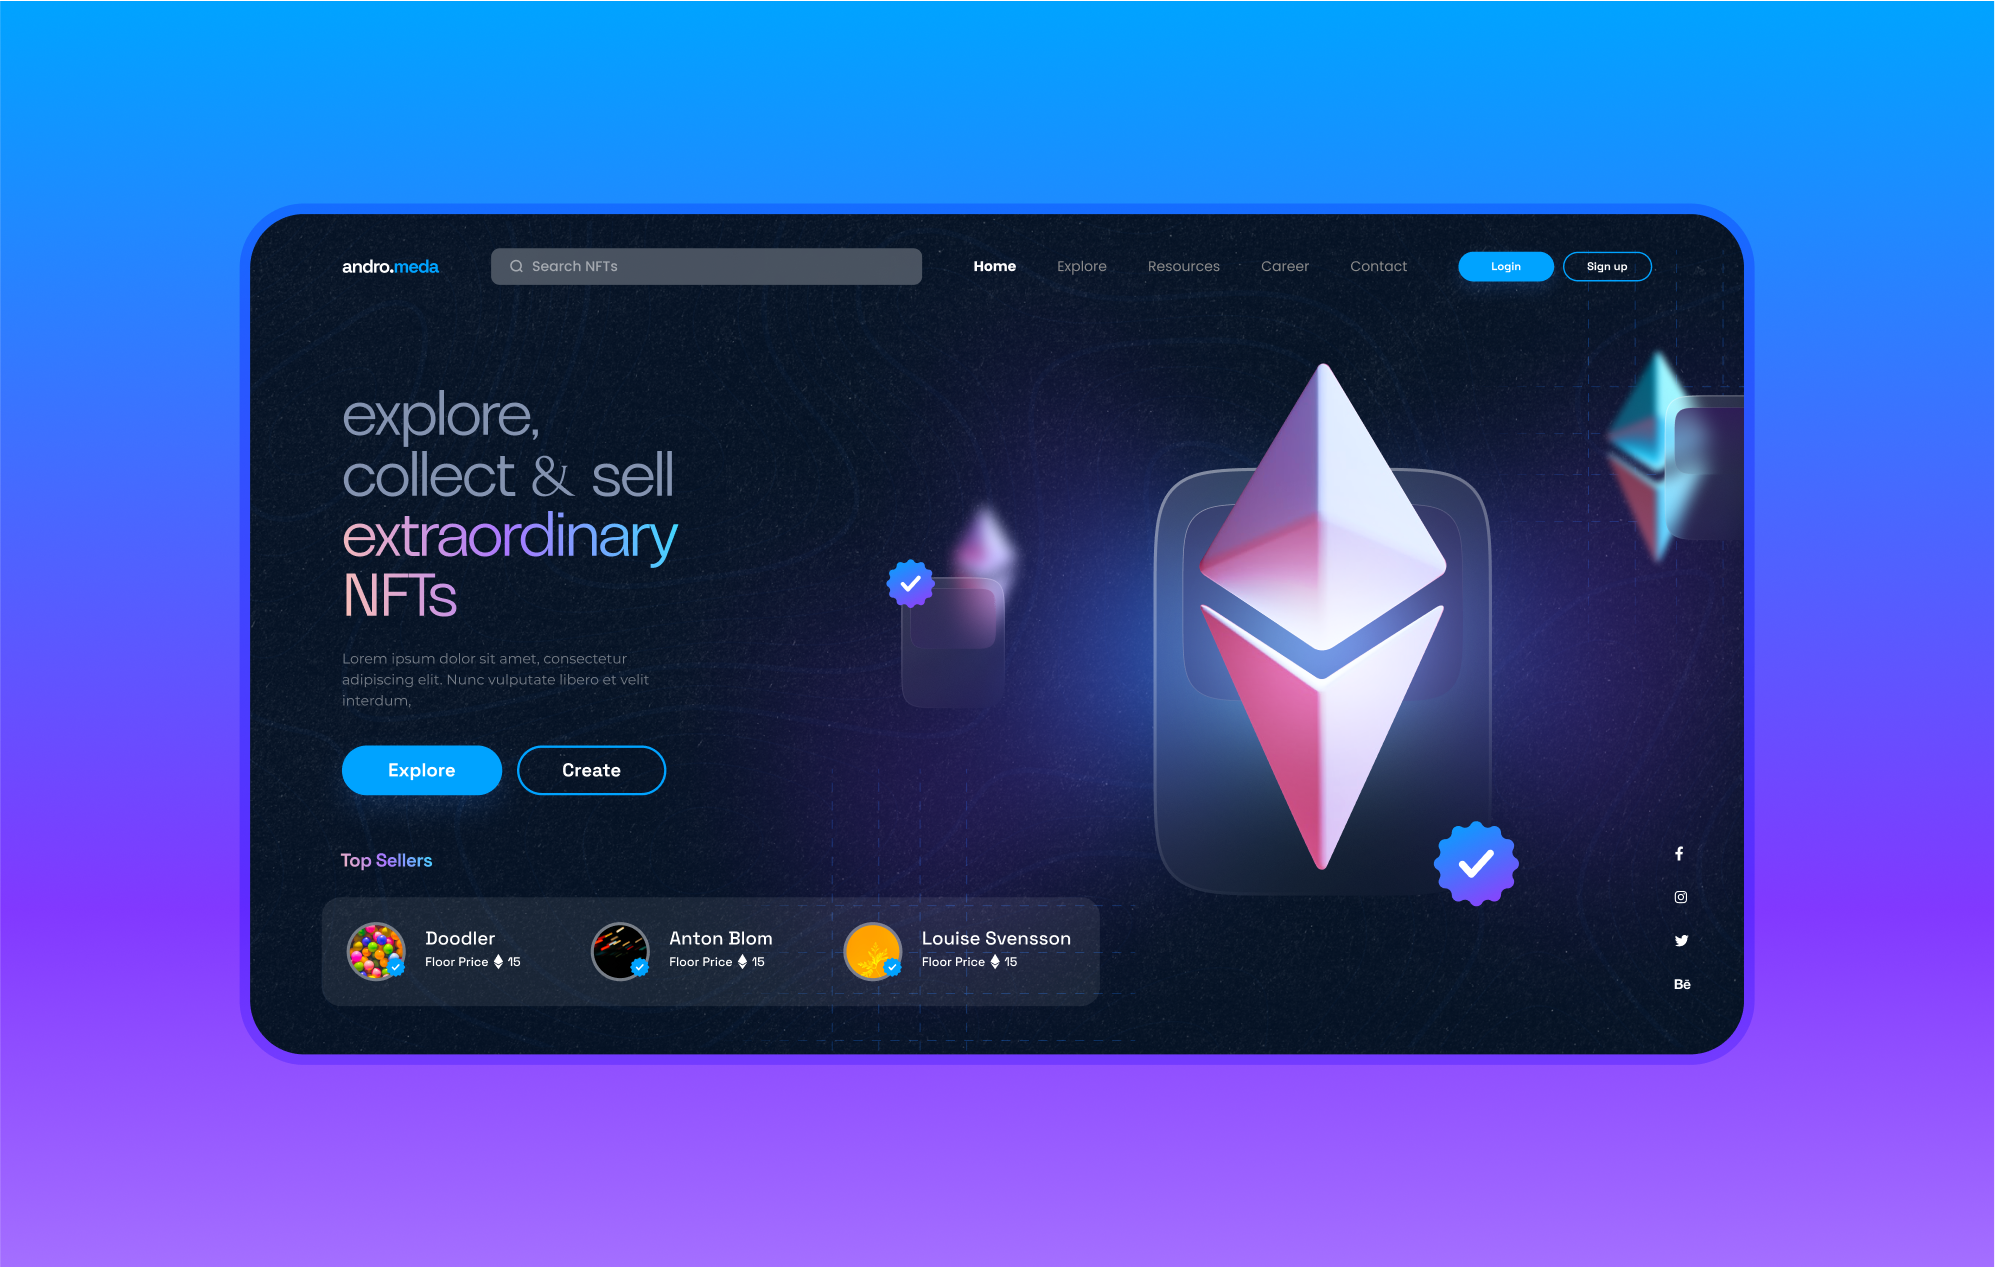 andro.meda
Search NFTs
Home
Explore
Resources
Career
Contact
Login
Sign up
explore,
collect & sell
extraordinary
NFTs
Lorem ipsum dolor sit amet, consectetur
adipiscing elit. Nunc vulputate libero et velit
interdum,
Explore
Create
Top Sellers
Doodler
Floor Price 15
Anton Blom
Floor Price 15
Louise Svensson
Floor Price 15
Bē